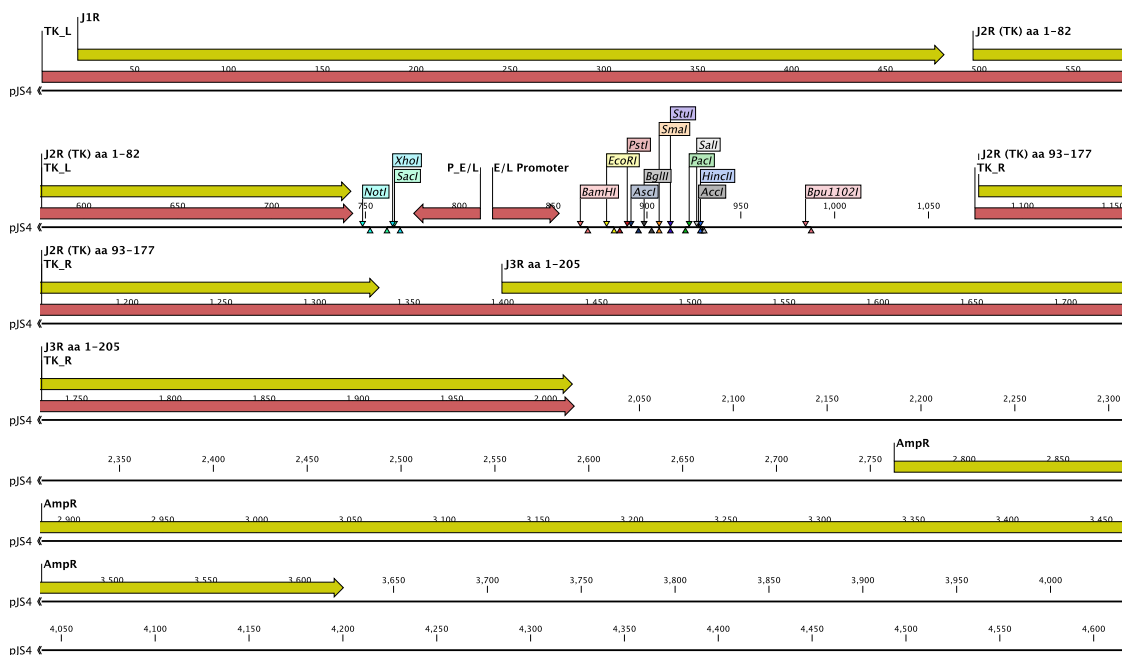 J1R
TK_L
J2R (TK) aa 1-82
50 100 150 200 250 300 350 400 450 500 550
pJS4
StuI
SmaI
PstI SalI
J2R (TK) aa 1-82 XhoI EcoRI PacI J2R (TK) aa 93-177
TK_L P_E/L E/L Promoter TK_R
SacI BglII HincII
NotI BamHI AscI AccI Bpu1102I
600 650 700 750 800 850 900 950 1,000 1,050 1,100 1,150
pJS4
J2R (TK) aa 93-177
TK_R J3R aa 1-205
1,200 1,250 1,300 1,350 1,400 1,450 1,500 1,550 1,600 1,650 1,700
pJS4
J3R aa 1-205
TK_R
1,750 1,800 1,850 1,900 1,950 2,000 2,050 2,100 2,150 2,200 2,250 2,300
pJS4
AmpR
2,350 2,400 2,450 2,500 2,550 2,600 2,650 2,700 2,750 2,800 2,850
pJS4
AmpR
2,900 2,950 3,000 3,050 3,100 3,150 3,200 3,250 3,300 3,350 3,400 3,450
pJS4
AmpR
3,500 3,550 3,600 3,650 3,700 3,750 3,800 3,850 3,900 3,950 4,000
pJS4
4,050 4,100 4,150 4,200 4,250 4,300 4,350 4,400 4,450 4,500 4,550 4,600
pJS4